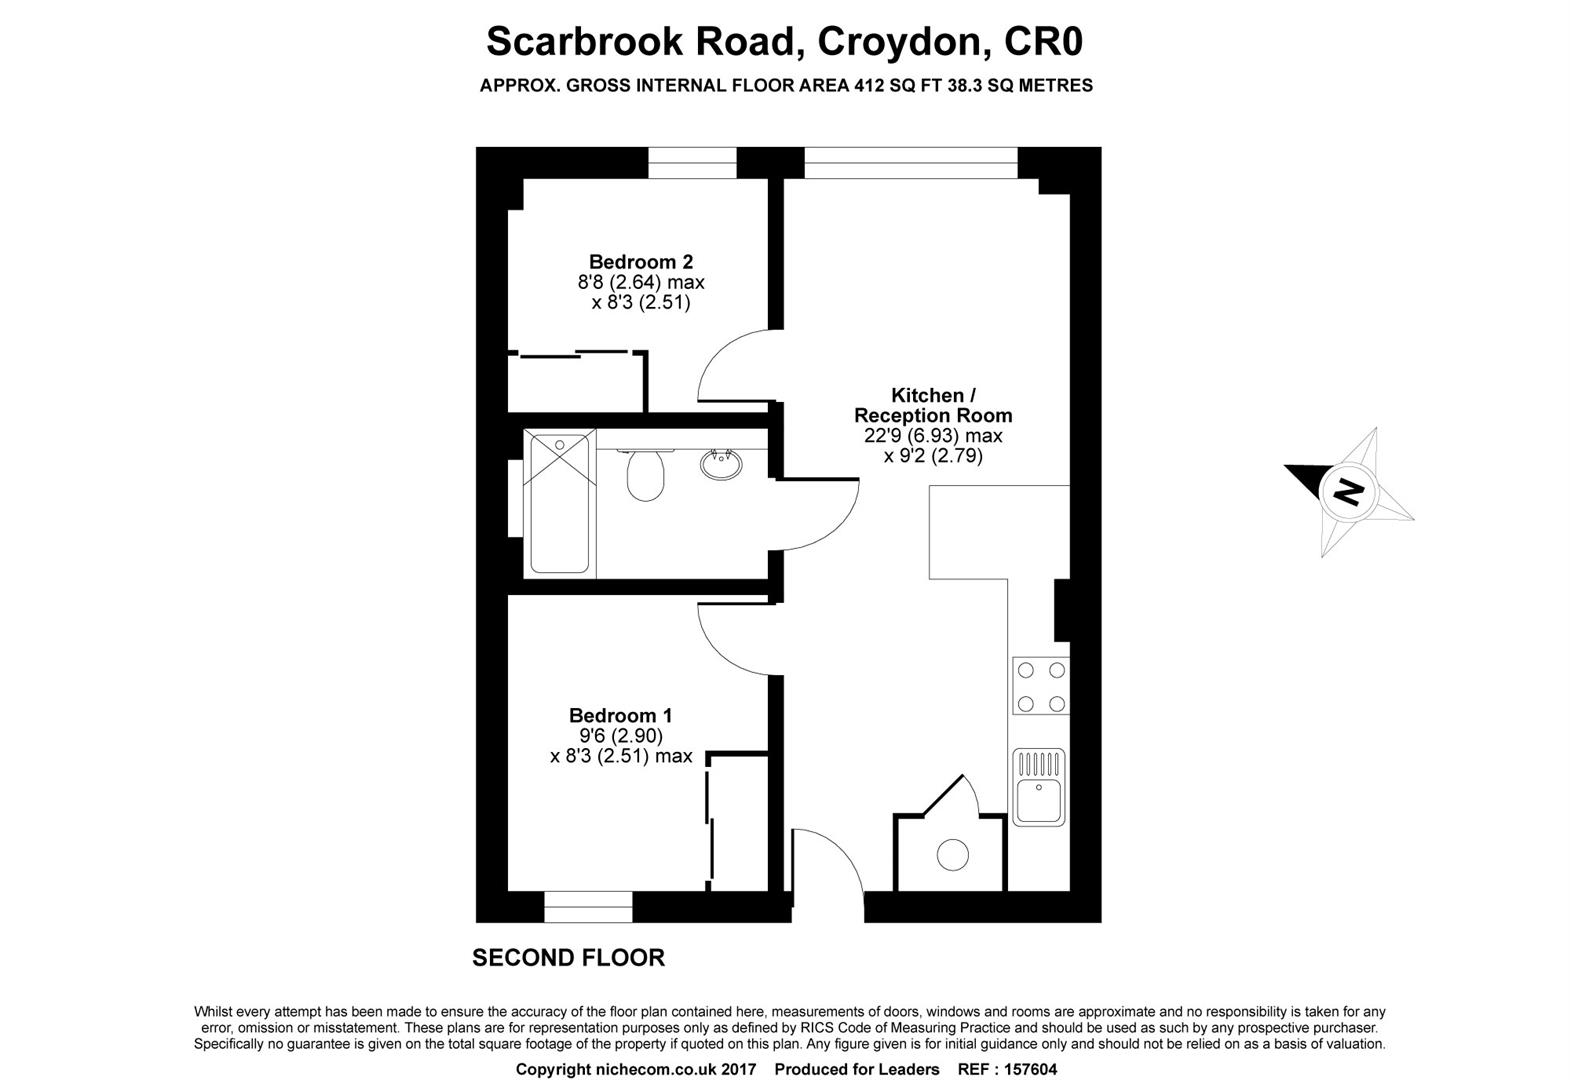 Scarbrook Road, Croydon, CR0
APPROX. GROSS INTERNAL FLOOR AREA 412 SQ FT 38.3 SQ METRES
Bedroom 2
8'8 (2.64) max
x 8'3 (2.51)
Kitchen /
Reception Room
22'9 (6.93) max
x 9'2 (2.79)
N
Bedroom 1
9'6 (2.90)
x 8'3 (2.51) max
SECOND FLOOR
Whilst every attempt has been made to ensure the accuracy of the floor plan contained here, measurements of doors, windows and rooms are approximate and no responsibility is taken for any
error, omission or misstatement. These plans are for representation purposes only as defined by RICS Code of Measuring Practice and should be used as such by any prospective purchaser.
Specifically no guarantee is given on the total square footage of the property if quoted on this plan. Any figure given is for initial guidance only and should not be relied on as a basis of valuation.
Copyright nichecom.co.uk 2017 Produced for Leaders REF : 157604